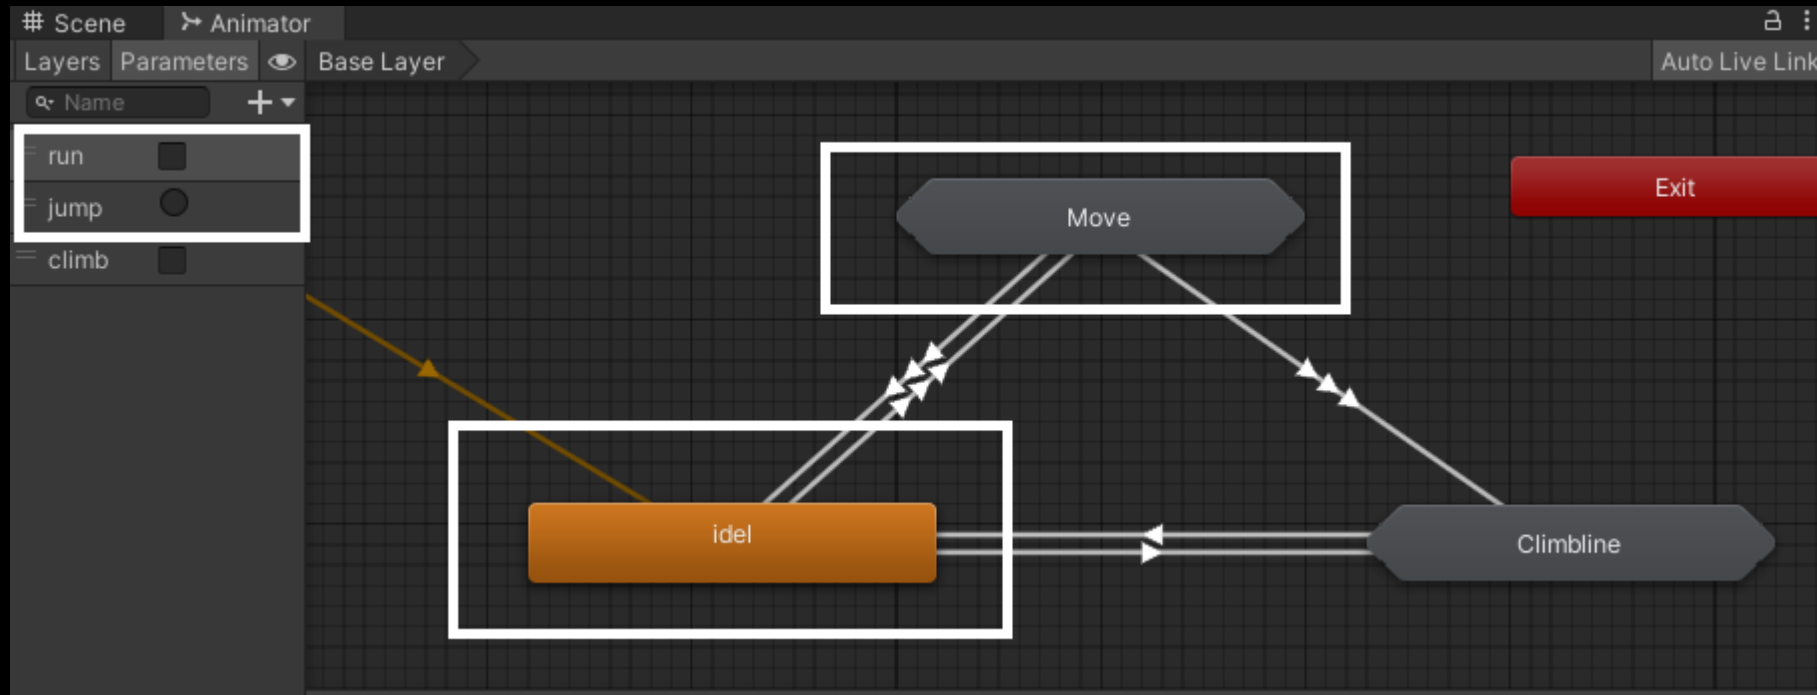 Scene Animator
Layers Parameters Base Layer Auto Live Link
Name
run
jump
climb
Move
Exit
idel
Climbline